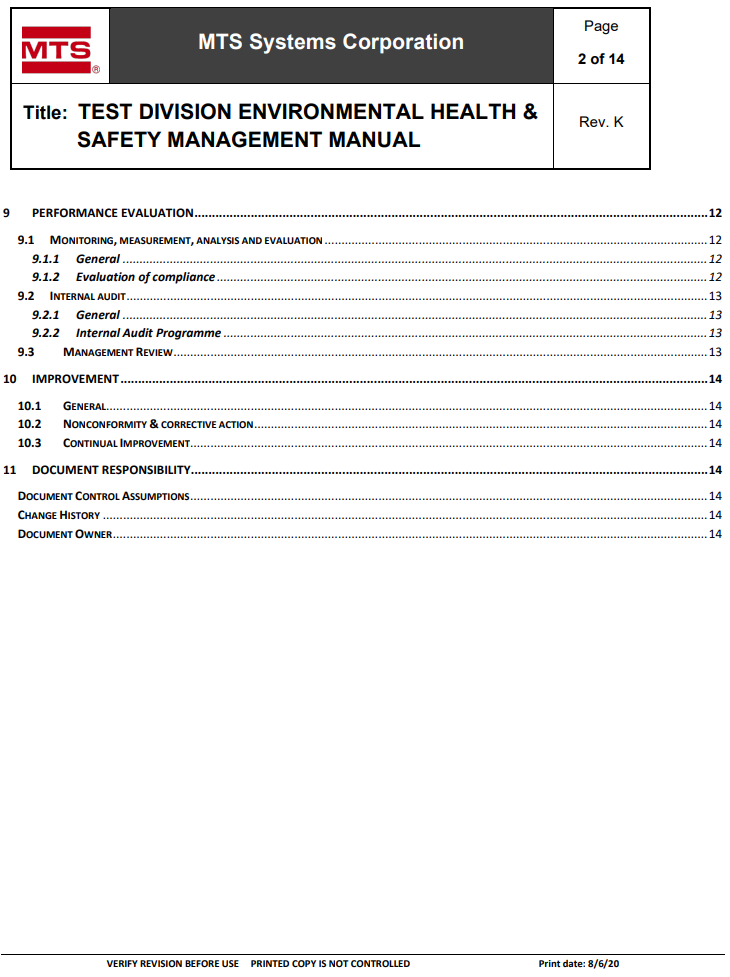 MTS®
MTS Systems Corporation
Page
2 of 14
Title: TEST DIVISION ENVIRONMENTAL HEALTH &
SAFETY MANAGEMENT MANUAL
Rev. K
9 PERFORMANCE EVALUATION 12
9.1 MONITORING, MEASUREMENT, ANALYSIS AND EVALUATION 12
9.1.1 General 12
9.1.2 Evaluation of compliance 12
9.2 INTERNAL AUDIT 13
9.2.1 General 13
9.2.2 Internal Audit Programme 13
9.3 MANAGEMENT REVIEW 13
10 IMPROVEMENT 14
10.1 GENERAL 14
10.2 NONCONFORMITY & CORRECTIVE ACTION 14
10.3 CONTINUAL IMPROVEMENT 14
11 DOCUMENT RESPONSIBILITY 14
DOCUMENT CONTROL ASSUMPTIONS 14
CHANGE HISTORY 14
DOCUMENT OWNER 14
VERIFY REVISION BEFORE USE PRINTED COPY IS NOT CONTROLLED Print date: 8/6/20